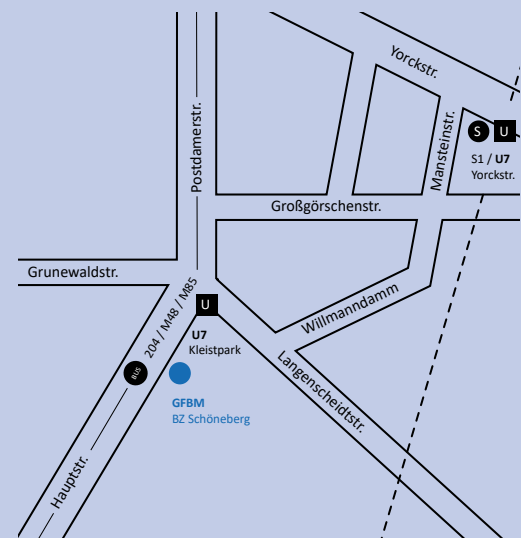 Yorckstr.
Postdamerstr.
Mansteinstr.
S
U
S1 / U7
Yorckstr.
Großgörschenstr.
Grunewaldstr.
204 / M48 / M85
U
Willmanndamm
U7
Kleistpark
Langenscheidtstr.
BUS
GFBM
BZ Schöneberg
Hauptstr.